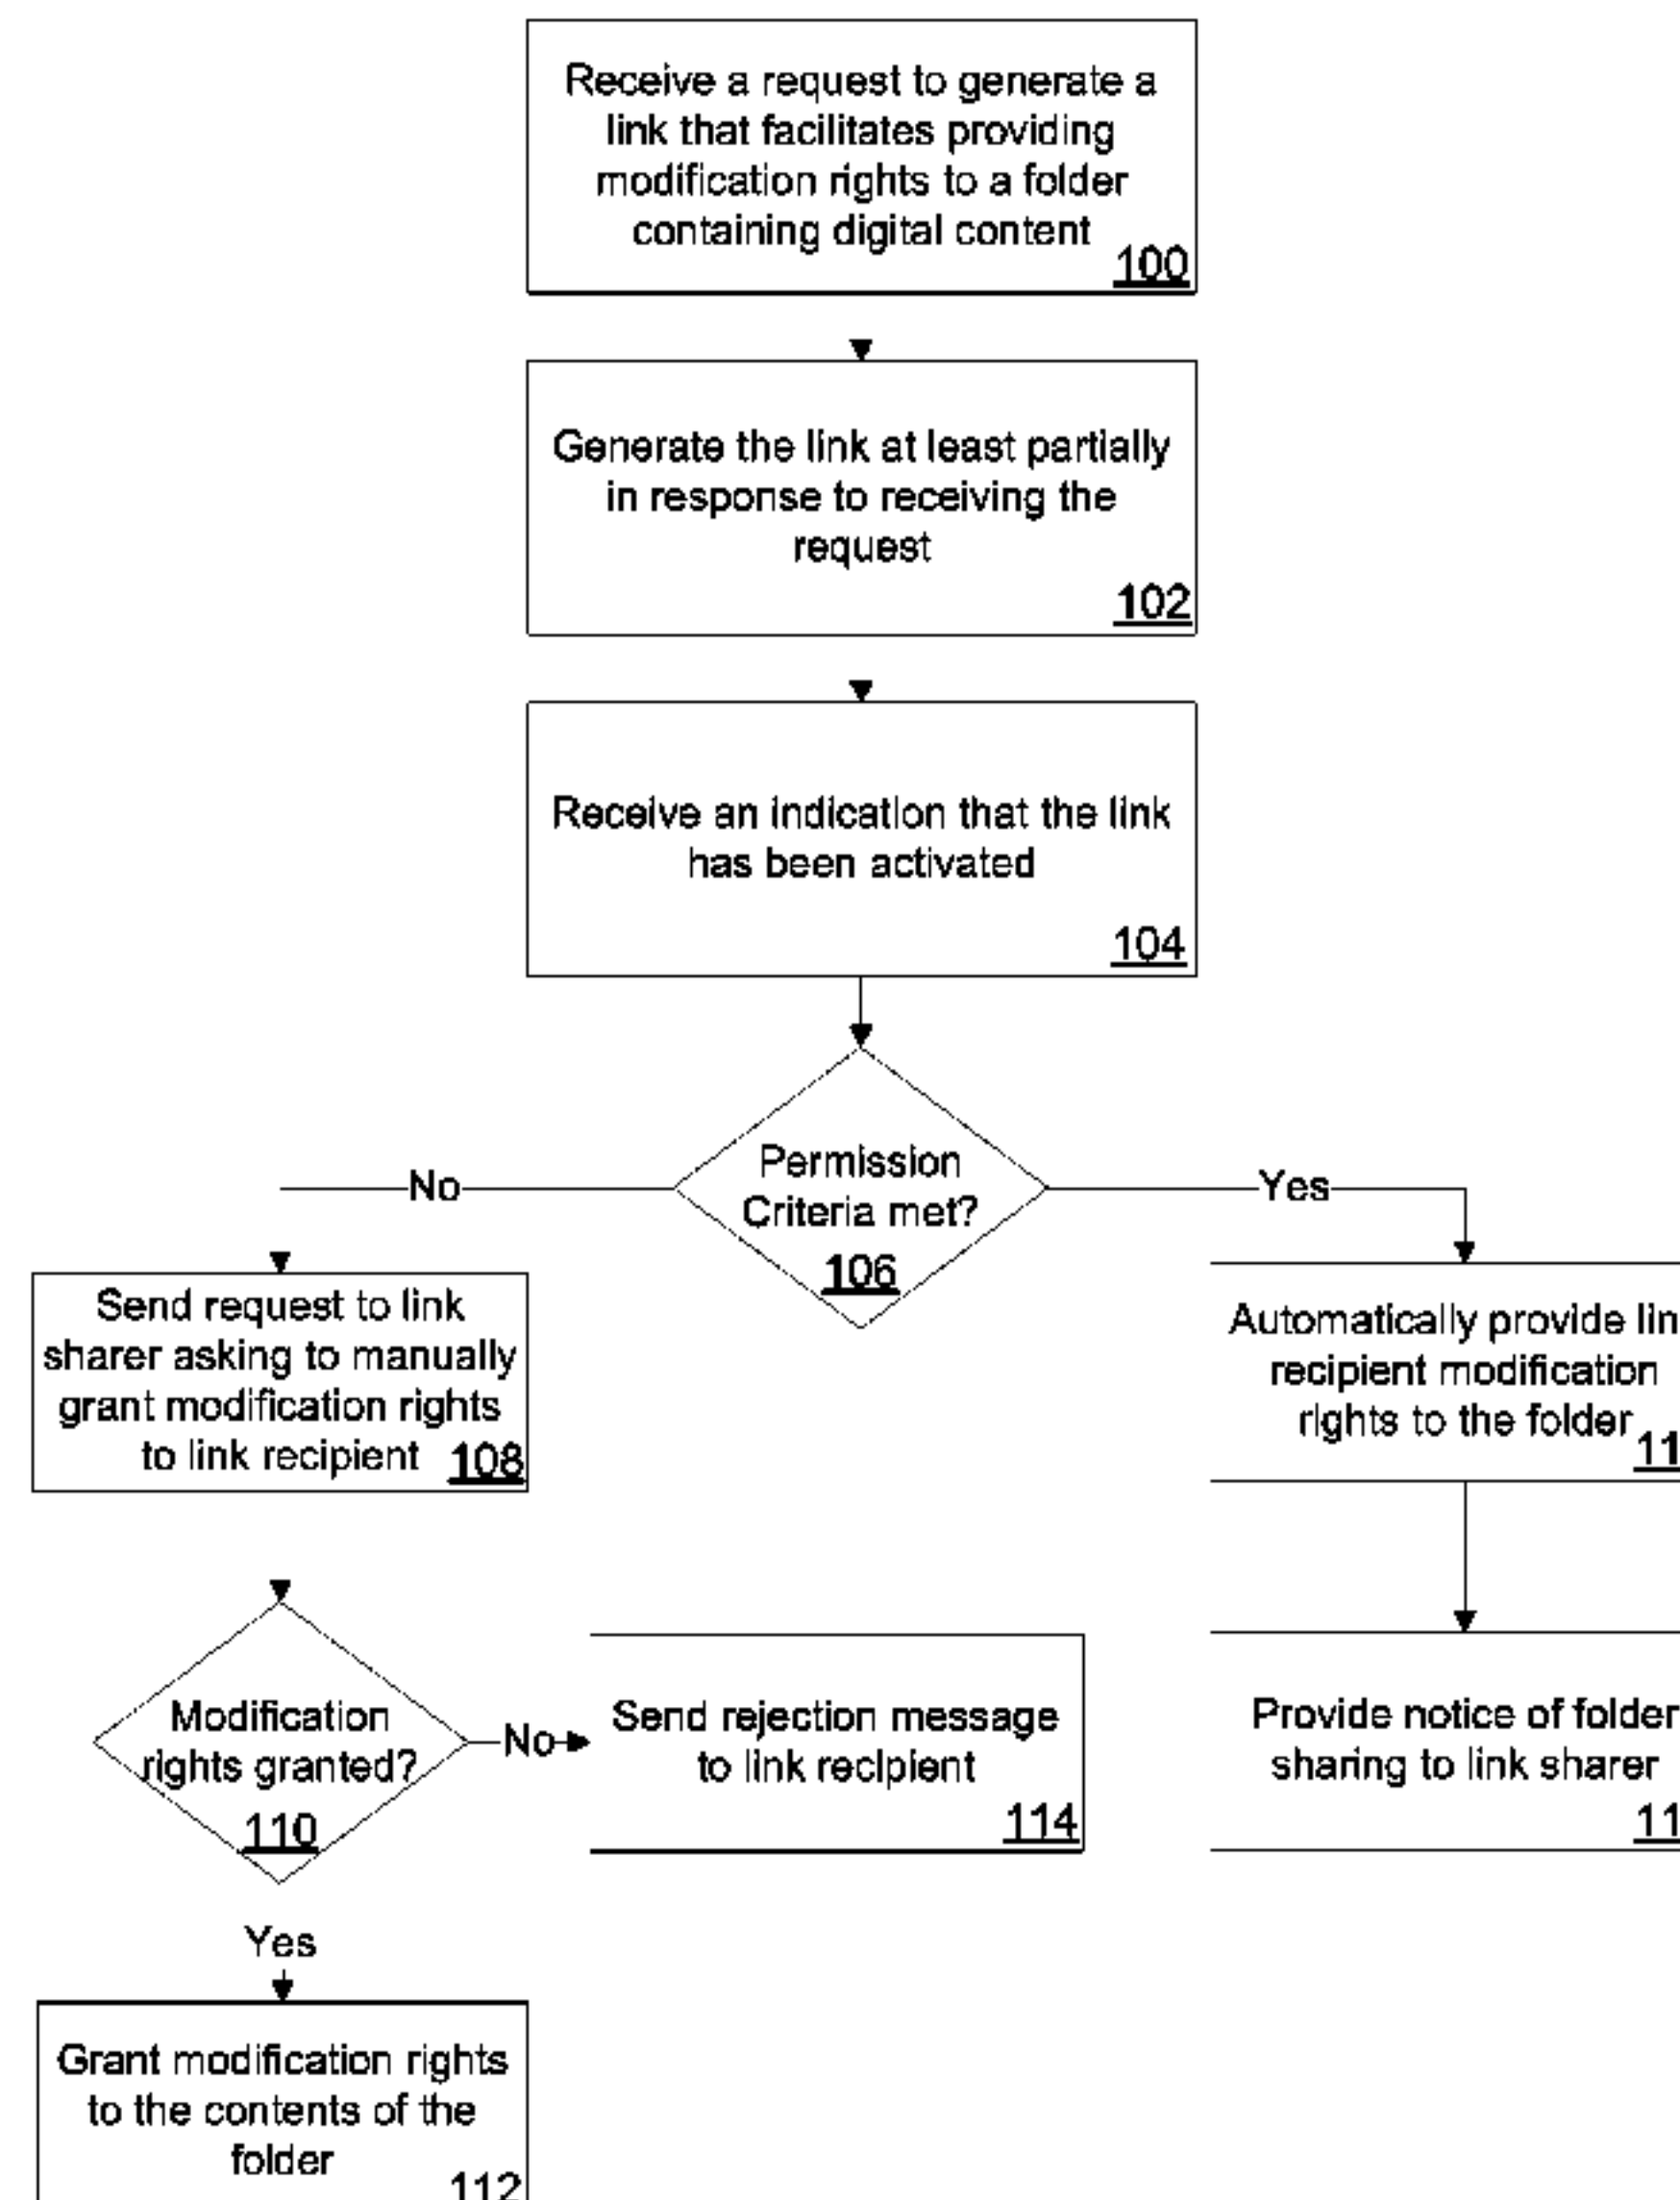 Receive a request to generate a
link that facilitates providing
modification rights to a folder
containing digital content
100
Generate the link at least partially
in response to receiving the
request
102
Receive an indication that the link
has been activated
104
Permission
Criteria met?
106
No
Yes
Send request to link
sharer asking to manually
grant modification rights
to link recipient
108
Automatically provide
recipient modification
rights to the folder
Modification
rights granted?
110
No
Send rejection message
to link recipient
114
Provide notice of folder
sharing to link sharer
Yes
Grant modification rights
to the contents of the
folder
112